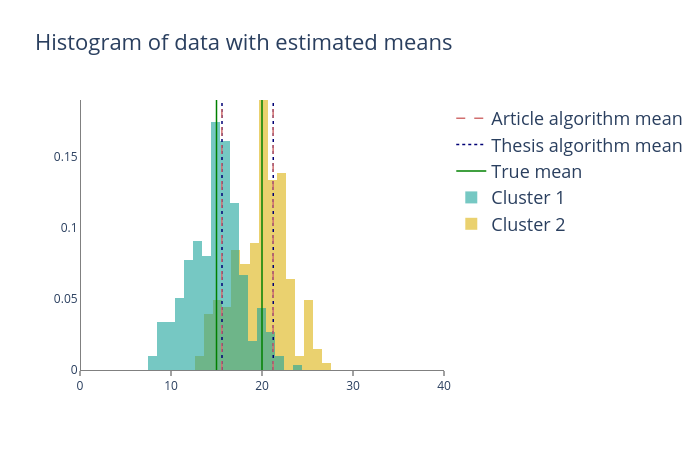 Histogram of data with estimated means
Article algorithm mean
Thesis algorithm mean
True mean
Cluster 1
Cluster 2
0.15
0.1
0.05
0
0 10 20 30 40